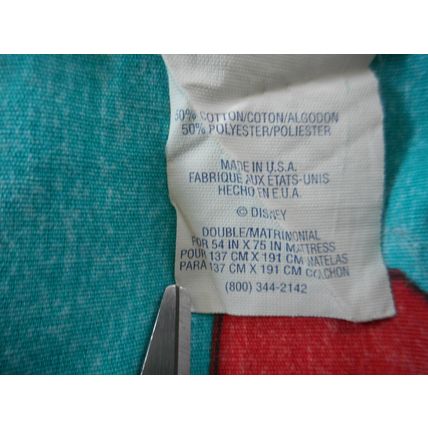 50% COTTON/COTON/ALGODON
50% POLYESTER/POLIESTER
MADE IN U.S.A.
FABRIQUE AUX ETATS-UNIS
HECHO EN E.U.A.
© DISNEY
DOUBLE/MATRIMONIAL
FOR 54 IN X 75 IN MATTRESS
POUR 137 CM X 191 CM MATELAS
PARA 137 CM X 191 CM COLCHON
(800) 344-2142